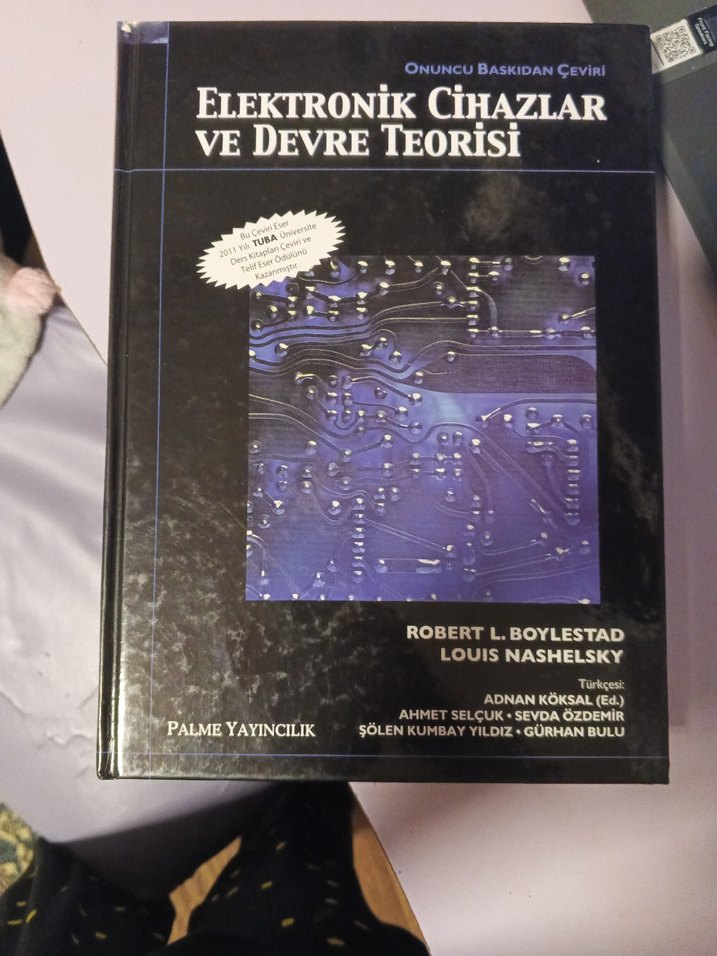 ONUNCU BASKIDAN ÇEVİRİ
ELEKTRONİK CİHAZLAR
VE DEVRE TEORİSİ
Bu Çeviri Eser
2011 Yılı TUBA Üniversite
Ders Kitapları Çeviri ve
Telif Eser Ödülünü
Kazanmıştır.
ROBERT L. BOYLESTAD
LOUIS NASHELSKY
Türkçesi:
ADNAN KÖKSAL (Ed.)
AHMET SELÇUK • SEVDA ÖZDEMİR
ŞÖLEN KUMBAY YILDIZ • GÜRHAN BULU
PALME YAYINCILIK